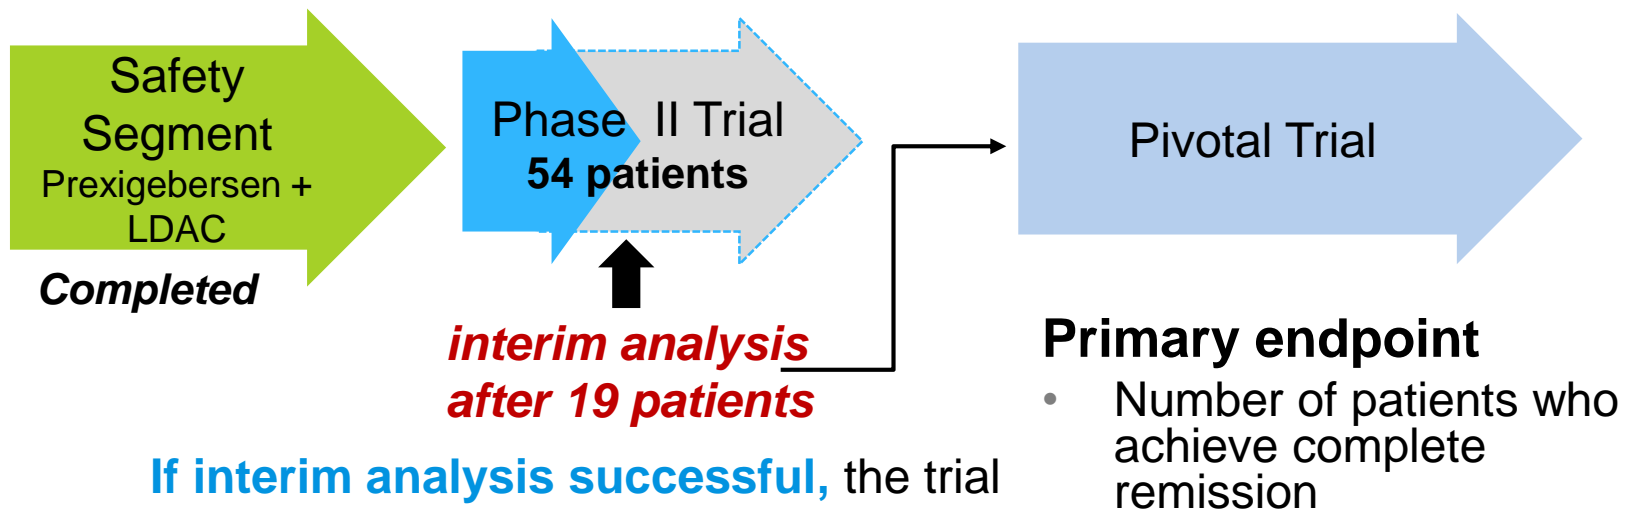 Safety
Segment
Prexigebersen +
LDAC
Completed
Phase II Trial
54 patients
interim analysis
after 19 patients
If interim analysis successful, the trial
Pivotal Trial
Primary endpoint
• Number of patients who
achieve complete
remission